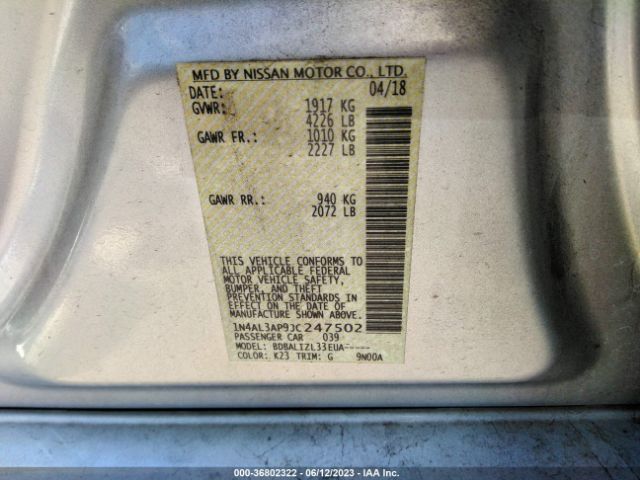 MFD BY NISSAN MOTOR CO., LTD.
DATE: 04/18
GVWR: 1917 KG
4226 LB
GAWR FR.: 1010 KG
2227 LB
GAWR RR.: 940 KG
2072 LB
THIS VEHICLE CONFORMS TO
ALL APPLICABLE FEDERAL
MOTOR VEHICLE SAFETY,
BUMPER, AND THEFT
PREVENTION STANDARDS IN
EFFECT ON THE DATE OF
MANUFACTURE SHOWN ABOVE.
1N4AL3AP9JC247502
PASSENGER CAR 039
MODEL: BDBALIZL33EUA-----
COLOR: K23 TRIM: G 9N00A
000-36802322 - 06/12/2023 - IAA Inc.